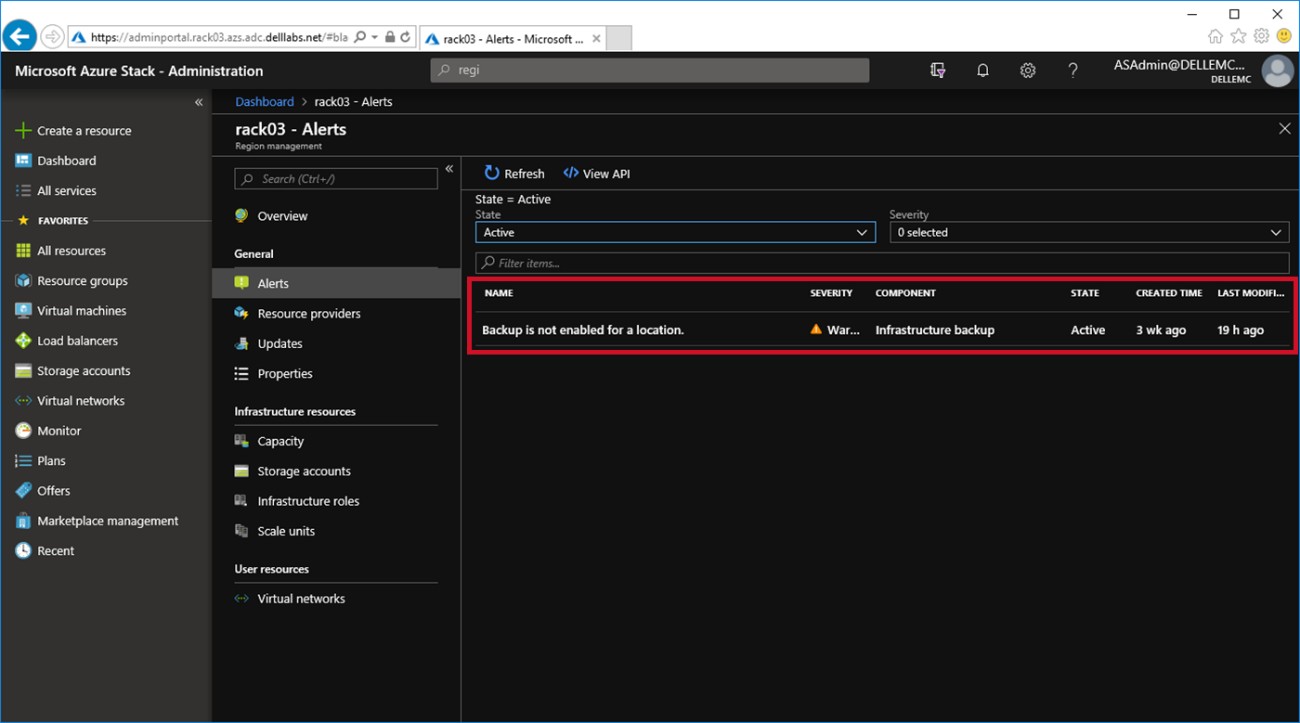 https://adminportal.rack03.azs.adc.delllabs.net/#bla
rack03 - Alerts - Microsoft ...
Microsoft Azure Stack - Administration
regi
ASAdmin@DELLEMC...
DELLEMC
Dashboard > rack03 - Alerts
rack03 - Alerts
Region management
Create a resource
Dashboard
All services
FAVORITES
All resources
Resource groups
Virtual machines
Load balancers
Storage accounts
Virtual networks
Monitor
Plans
Offers
Marketplace management
Recent
Search (Ctrl+/)
Overview
General
Alerts
Resource providers
Updates
Properties
Infrastructure resources
Capacity
Storage accounts
Infrastructure roles
Scale units
User resources
Virtual networks
Refresh
View API
State = Active
State
Severity
Active
0 selected
Filter items...
NAME SEVERITY COMPONENT STATE CREATED TIME LAST MODIFI...
Backup is not enabled for a location. War... Infrastructure backup Active 3 wk ago 19 h ago